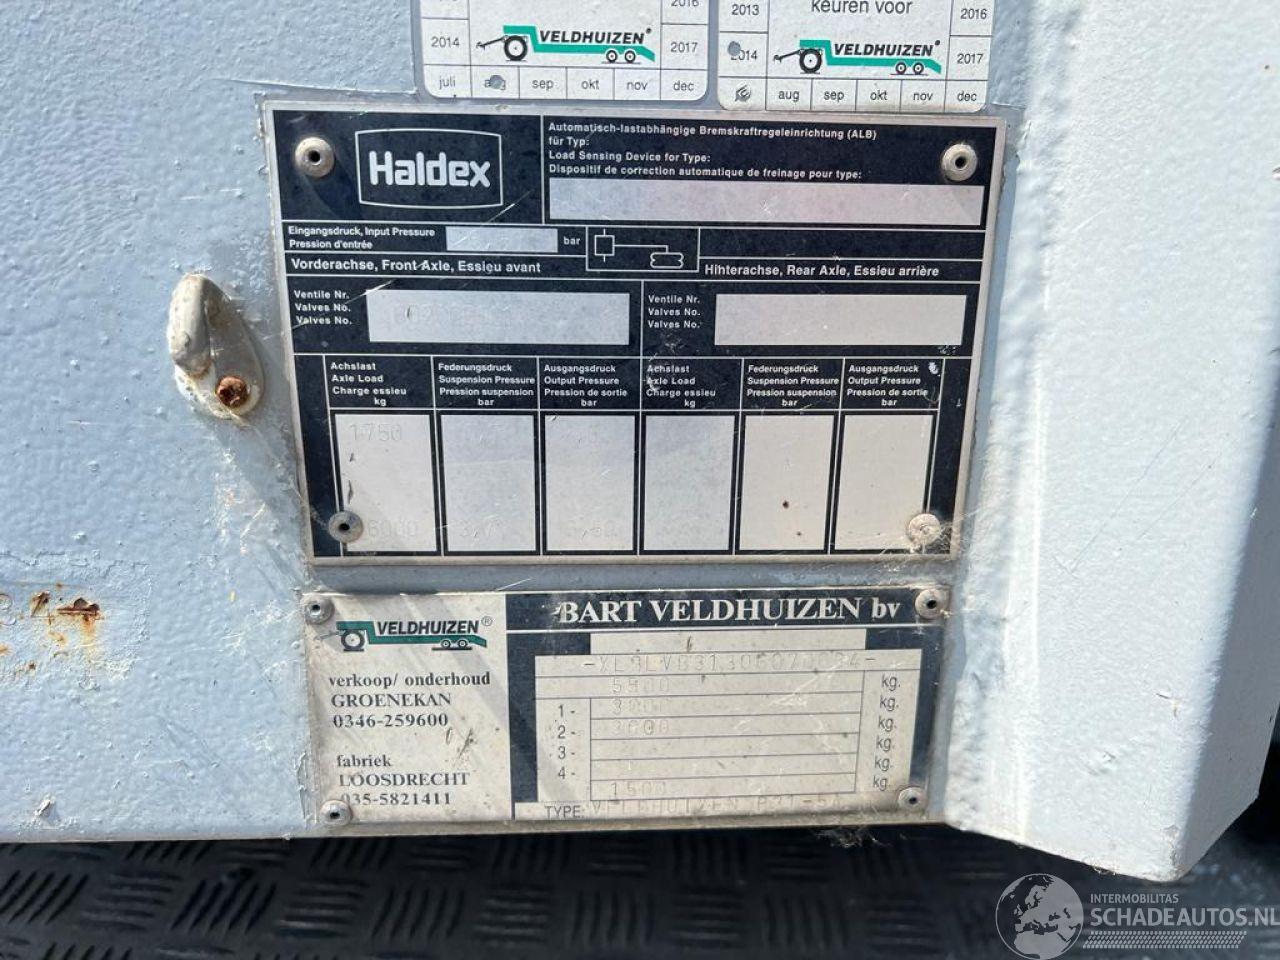 2016
2014
VELDHUIZEN®
2017
juli
aug
sep
okt
nov
dec
2013
keuren voor
2016
2014
VELDHUIZEN®
2017
aug
sep
okt
nov
dec
Haldex
Automatisch-lastabhängige Bremskraftregeleinrichtung (ALB)
für Typ:
Load Sensing Device for Type:
Dispositif de correction automatique de freinage pour type:
Eingangsdruck, Input Pressure
Pression d'entrée
bar
Vorderachse, Front Axle, Essieu avant
Hinterachse, Rear Axle, Essieu arrière
Ventile Nr.
Valves No.
Valves No.
Ventile Nr.
Valves No.
Valves No.
Achslast
Axle Load
Charge essieu
kg
Federungsdruck
Suspension Pressure
Pression suspension
bar
Ausgangsdruck
Output Pressure
Pression de sortie
bar
Achslast
Axle Load
Charge essieu
kg
Federungsdruck
Suspension Pressure
Pression suspension
bar
Ausgangsdruck
Output Pressure
Pression de sortie
bar
1750
6000
VELDHUIZEN®
verkoop/ onderhoud
GROENEKAN
0346-259600
fabriek
LOOSDRECHT
035-5821411
BART VELDHUIZEN bv
5500 kg.
1 - kg.
2 - 3600 kg.
3 - kg.
4 - kg.
1500
TYPE: VELDHUIZEN
INTERMOBILITAS
SCHADEAUTOS.NL